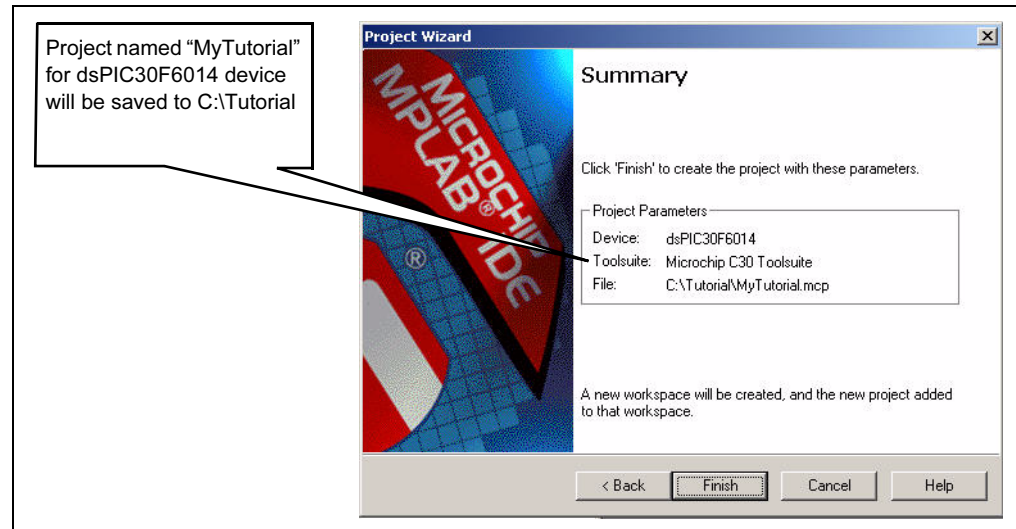 Project named “MyTutorial”
for dsPIC30F6014 device
will be saved to C:\Tutorial
Project Wizard
MICROCHIP
MPLAB® IDE
®
Summary
Click 'Finish' to create the project with these parameters.
Project Parameters
Device: dsPIC30F6014
Toolsuite: Microchip C30 Toolsuite
File: C:\Tutorial\MyTutorial.mcp
A new workspace will be created, and the new project added
to that workspace.
< Back Finish Cancel Help